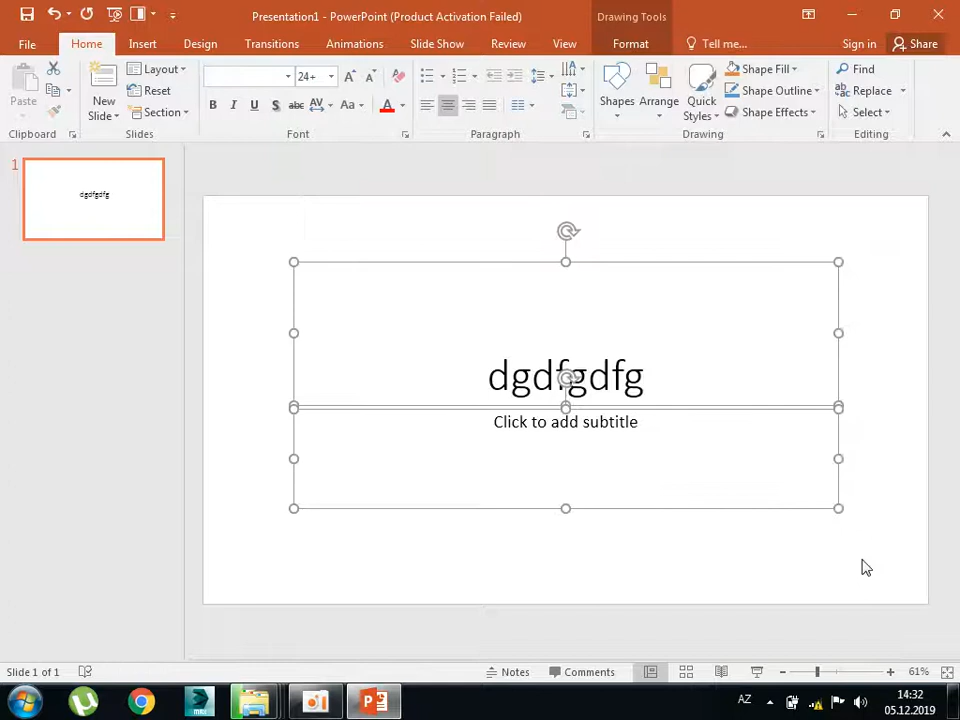 Presentation1 - PowerPoint (Product Activation Failed)
Drawing Tools
File Home Insert Design Transitions Animations Slide Show Review View Format Tell me... Sign in Share
Paste
New Slide
Layout
Reset
Section
24+
B I U S abc AV Aa A
Shapes
Arrange
Quick Styles
Shape Fill
Shape Outline
Shape Effects
Find
Replace
Select
Clipboard Slides Font Paragraph Drawing Editing
1
dgdfgdfg
dgdfgdfg
Click to add subtitle
Slide 1 of 1 Notes Comments 61%
AZ
14:32
05.12.2019